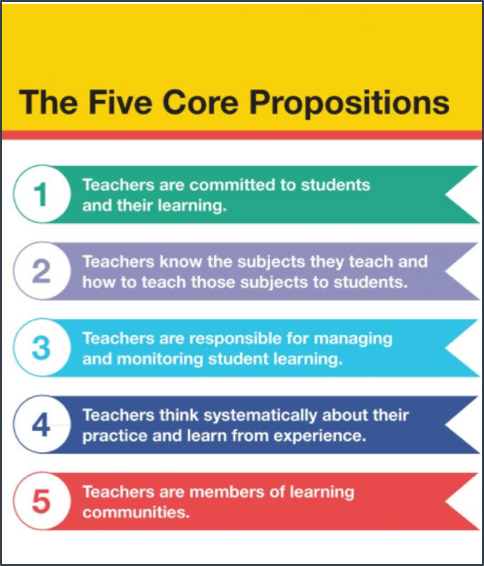 The Five Core Propositions
1
Teachers are committed to students
and their learning.
2
Teachers know the subjects they teach and
how to teach those subjects to students.
3
Teachers are responsible for managing
and monitoring student learning.
4
Teachers think systematically about their
practice and learn from experience.
5
Teachers are members of learning
communities.